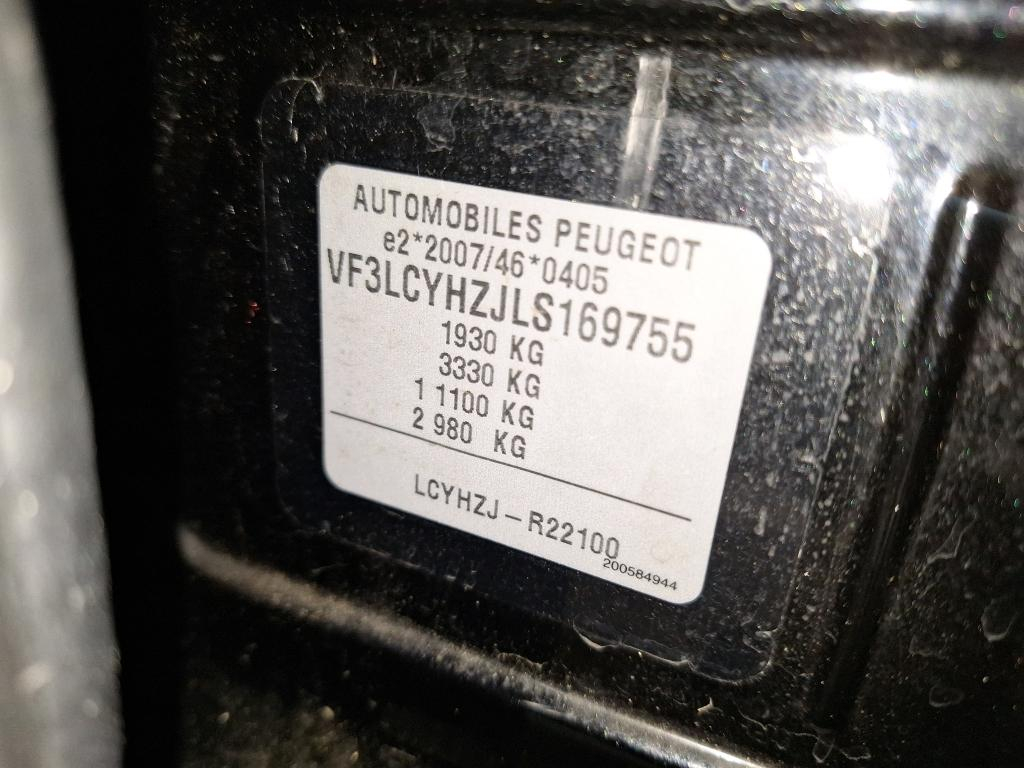 AUTOMOBILES PEUGEOT
e2*2007/46*0405
VF3LCYHZJLS169755
1930 KG
3330 KG
1 1100 KG
2 980 KG
LCYHZJ-R22100
200584944